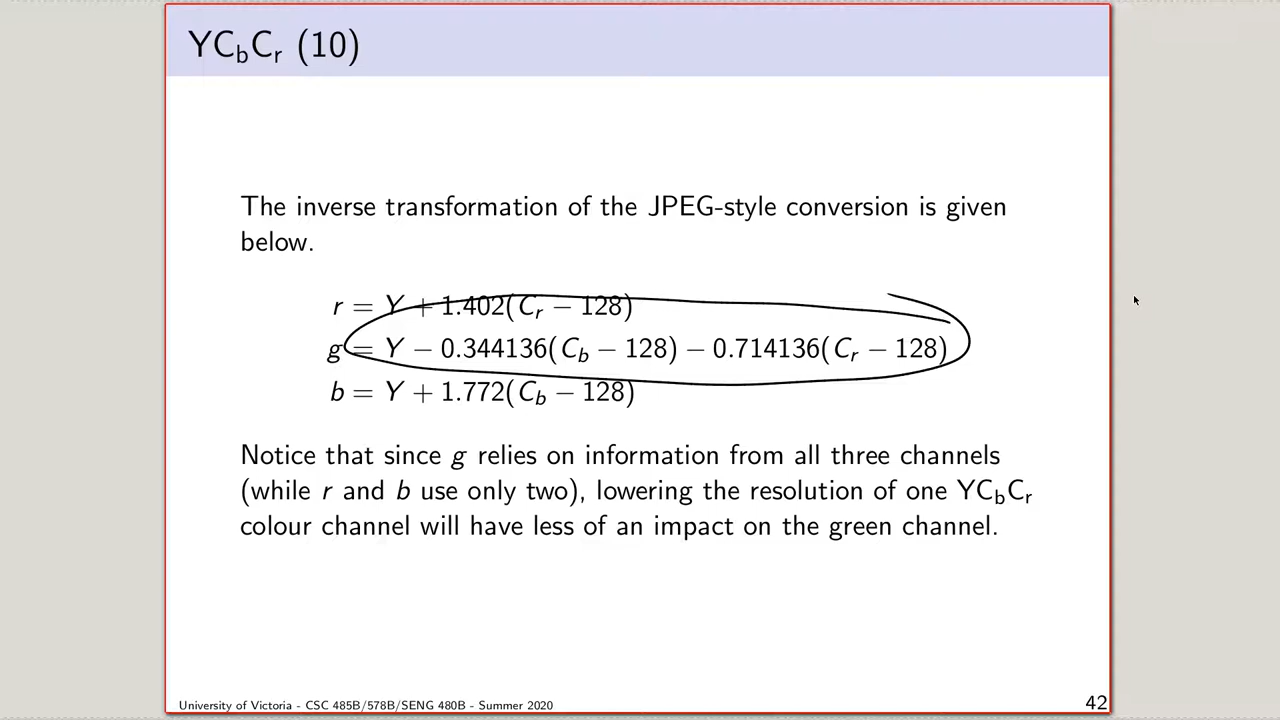 YCbCr (10)
The inverse transformation of the JPEG-style conversion is given
below.
r = Y + 1.402(Cr − 128)
g = Y − 0.344136(Cb − 128) − 0.714136(Cr − 128)
b = Y + 1.772(Cb − 128)
Notice that since g relies on information from all three channels
(while r and b use only two), lowering the resolution of one YCbCr
colour channel will have less of an impact on the green channel.
University of Victoria - CSC 485B/578B/SENG 480B - Summer 2020
42